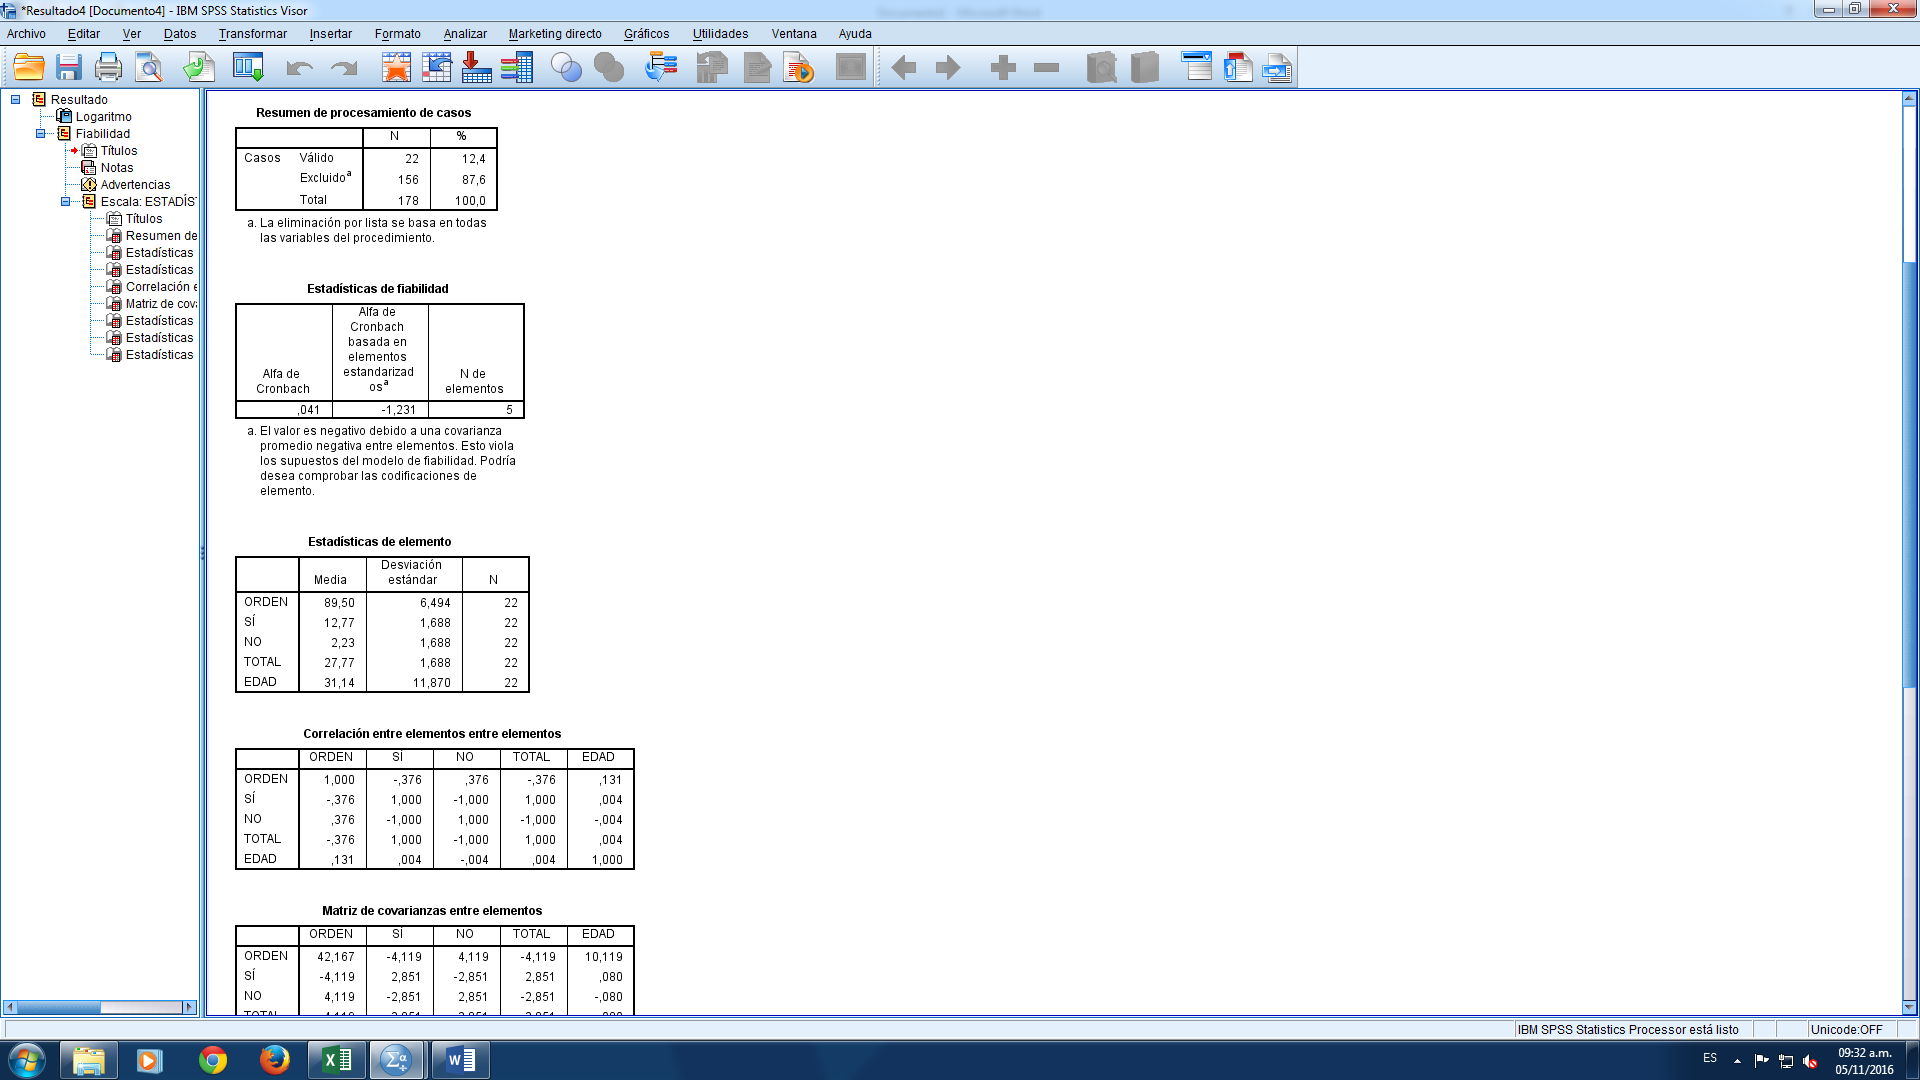 *Resultado4 [Documento4] - IBM SPSS Statistics Visor
Archivo Editar Ver Datos Transformar Insertar Formato Analizar Marketing directo Gráficos Utilidades Ventana Ayuda
Resultado
Logaritmo
Fiabilidad
Títulos
Notas
Advertencias
Escala: ESTADÍS
Títulos
Resumen de
Estadísticas
Estadísticas
Correlación e
Matriz de cov
Estadísticas
Estadísticas
Estadísticas
Resumen de procesamiento de casos
N %
Casos Válido 22 12,4
Excluido a 156 87,6
Total 178 100,0
a. La eliminación por lista se basa en todas
las variables del procedimiento.
Estadísticas de fiabilidad
Alfa de
Cronbach
Alfa de
Cronbach
basada en
elementos
estandarizad
os a
N de
elementos
,041 -1,231 5
a. El valor es negativo debido a una covarianza
promedio negativa entre elementos. Esto viola
los supuestos del modelo de fiabilidad. Podría
desea comprobar las codificaciones de
elemento.
Estadísticas de elemento
Media Desviación estándar N
ORDEN 89,50 6,494 22
SÍ 12,77 1,688 22
NO 2,23 1,688 22
TOTAL 27,77 1,688 22
EDAD 31,14 11,870 22
Correlación entre elementos entre elementos
ORDEN SÍ NO TOTAL EDAD
ORDEN 1,000 -,376 ,376 -,376 ,131
SÍ -,376 1,000 -1,000 1,000 ,004
NO ,376 -1,000 1,000 -1,000 -,004
TOTAL -,376 1,000 -1,000 1,000 ,004
EDAD ,131 ,004 -,004 ,004 1,000
Matriz de covarianzas entre elementos
ORDEN SÍ NO TOTAL EDAD
ORDEN 42,167 -4,119 4,119 -4,119 10,119
SÍ -4,119 2,851 -2,851 2,851 ,080
NO 4,119 -2,851 2,851 -2,851 -,080
IBM SPSS Statistics Processor está listo Unicode:OFF
ES
09:32 a.m.
05/11/2016